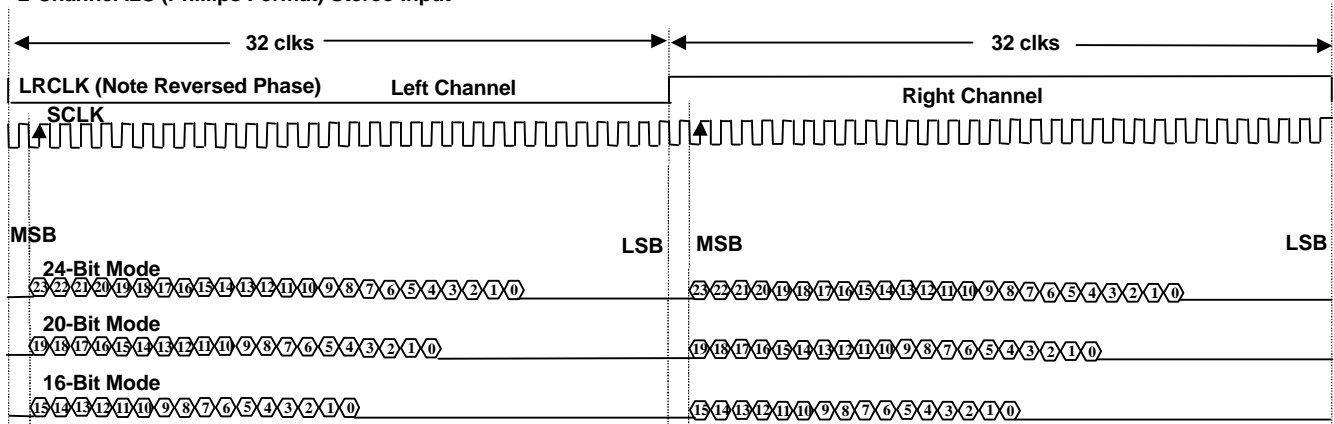 2-Channel I2S (Phillips Format) Stereo Input
32 clks 32 clks
LRCLK (Note Reversed Phase) Left Channel Right Channel
SCLK
MSB LSB MSB LSB
24-Bit Mode
23 22 21 20 19 18 17 16 15 14 13 12 11 10 9 8 7 6 5 4 3 2 1 0 23 22 21 20 19 18 17 16 15 14 13 12 11 10 9 8 7 6 5 4 3 2 1 0
20-Bit Mode
19 18 17 16 15 14 13 12 11 10 9 8 7 6 5 4 3 2 1 0 19 18 17 16 15 14 13 12 11 10 9 8 7 6 5 4 3 2 1 0
16-Bit Mode
15 14 13 12 11 10 9 8 7 6 5 4 3 2 1 0 15 14 13 12 11 10 9 8 7 6 5 4 3 2 1 0